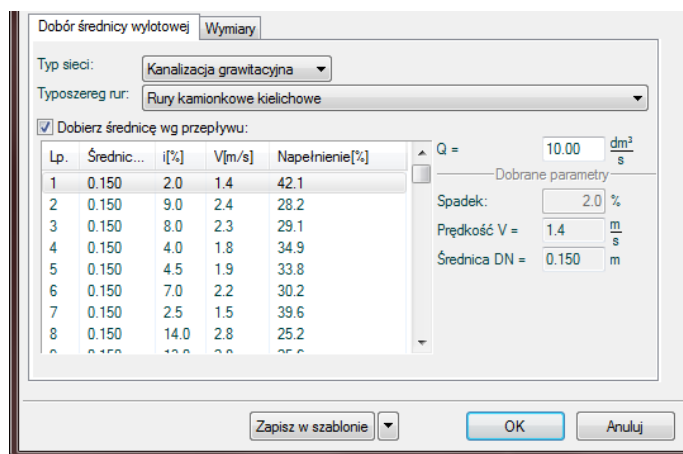 Dobór średnicy wylotowej Wymiary
Typ sieci: Kanalizacja grawitacyjna
Typoszereg rur: Rury kamionkowe kielichowe
Dobierz średnicę wg przepływu:
Lp. Średnic... i[%] V[m/s] Napełnienie[%]
1 0.150 2.0 1.4 42.1
2 0.150 9.0 2.4 28.2
3 0.150 8.0 2.3 29.1
4 0.150 4.0 1.8 34.9
5 0.150 4.5 1.9 33.8
6 0.150 7.0 2.2 30.2
7 0.150 2.5 1.5 39.6
8 0.150 14.0 2.8 25.2
Q = 10.00 dm³/s
Dobrane parametry
Spadek: 2.0 %
Prędkość V = 1.4 m/s
Średnica DN = 0.150 m
Zapisz w szablonie OK Anuluj